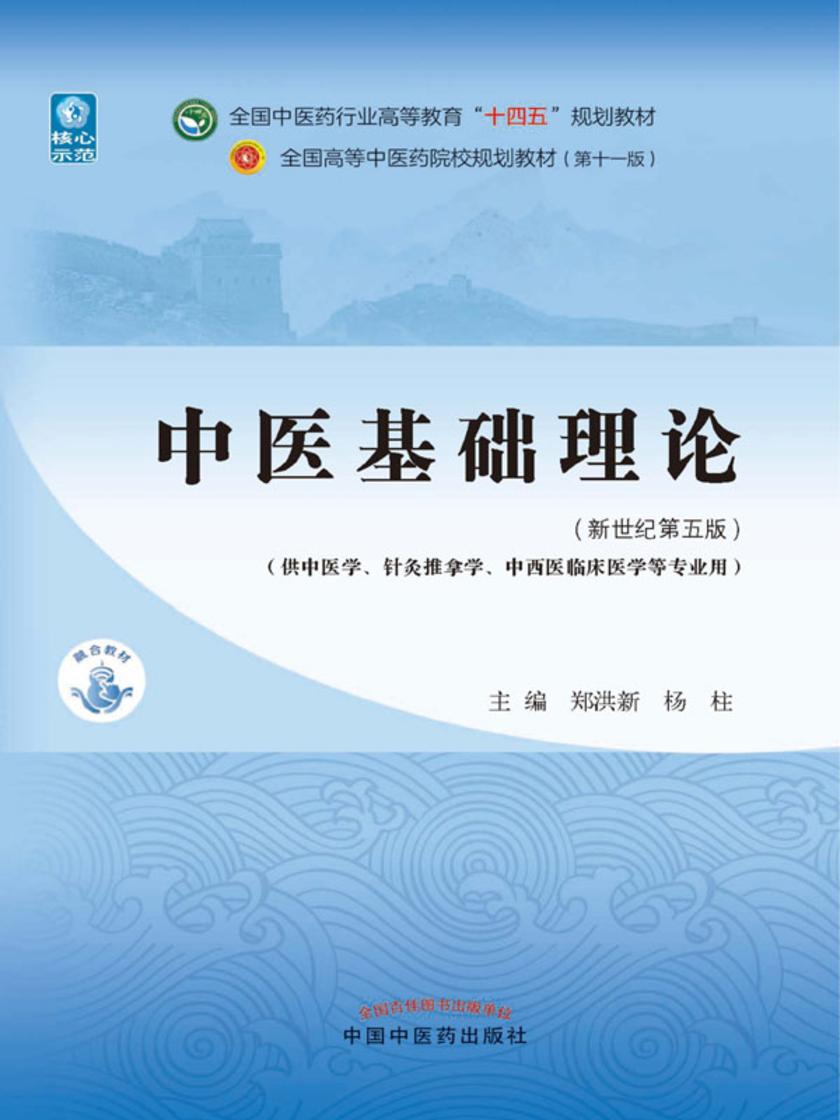 核心
示范
全国中医药行业高等教育“十四五”规划教材
全国高等中医药院校规划教材（第十一版）
中医基础理论
（新世纪第五版）
（供中医学、针灸推拿学、中西医临床医学等专业用）
融合教材
主 编 郑洪新 杨 柱
全国百佳图书出版单位
中国中医药出版社